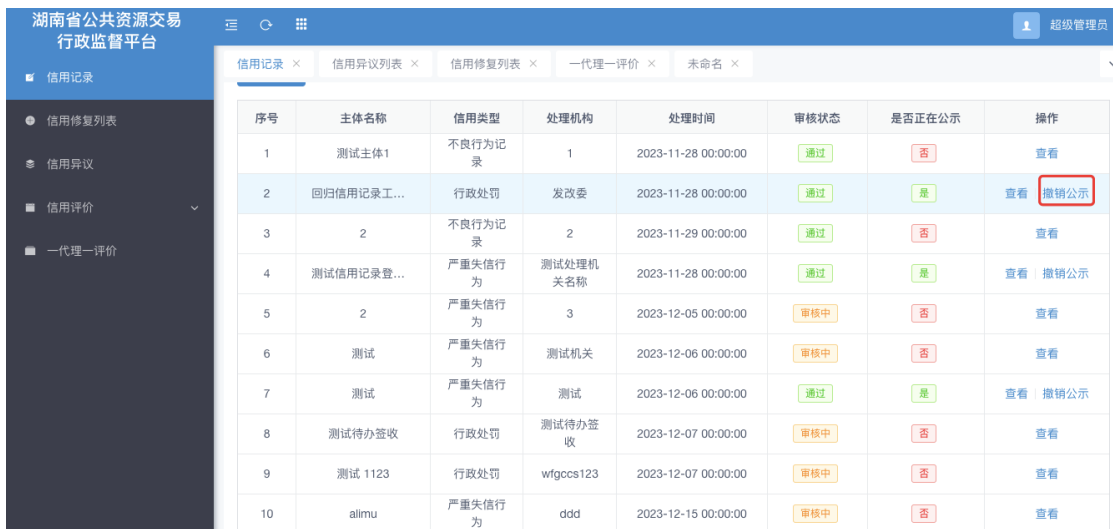 湖南省公共资源交易
行政监督平台
超级管理员
信用记录
信用修复列表
信用异议
信用评价
一代理一评价
信用记录 × 信用异议列表 × 信用修复列表 × 一代理一评价 × 未命名 ×
序号 主体名称 信用类型 处理机构 处理时间 审核状态 是否正在公示 操作
1 测试主体1 不良行为记
录 1 2023-11-28 00:00:00 通过 否 查看
2 回归信用记录工... 行政处罚 发改委 2023-11-28 00:00:00 通过 是 查看 撤销公示
3 2 不良行为记
录 2 2023-11-29 00:00:00 通过 否 查看
4 测试信用记录登... 严重失信行
为 测试处理机
关名称 2023-11-28 00:00:00 通过 是 查看 撤销公示
5 2 严重失信行
为 3 2023-12-05 00:00:00 审核中 否 查看
6 测试 严重失信行
为 测试机关 2023-12-06 00:00:00 审核中 否 查看
7 测试 严重失信行
为 测试 2023-12-06 00:00:00 通过 是 查看 撤销公示
8 测试待办签收 行政处罚 测试待办签
收 2023-12-07 00:00:00 审核中 否 查看
9 测试 1123 行政处罚 wfgccs123 2023-12-07 00:00:00 审核中 否 查看
10 alimu 严重失信行
为 ddd 2023-12-15 00:00:00 审核中 否 查看